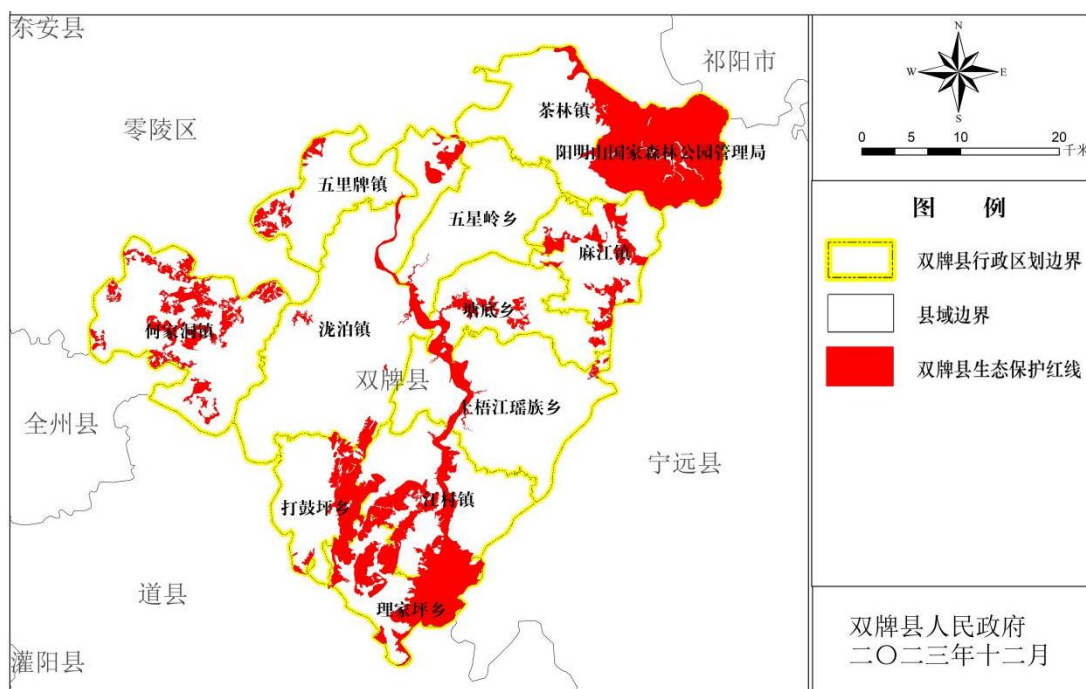 东安县
祁阳市
零陵区
茶林镇
阳明山国家森林公园管理局
五里牌镇
五星岭乡
麻江镇
塘底乡
何家洞镇
泷泊镇
双牌县
上梧江瑶族乡
全州县
宁远县
打鼓坪乡
江村镇
道县
理家坪乡
灌阳县
N
W
E
S
0 5 10 20
千米
图 例
双牌县行政区划边界
县域边界
双牌县生态保护红线
双牌县人民政府
二〇二三年十二月